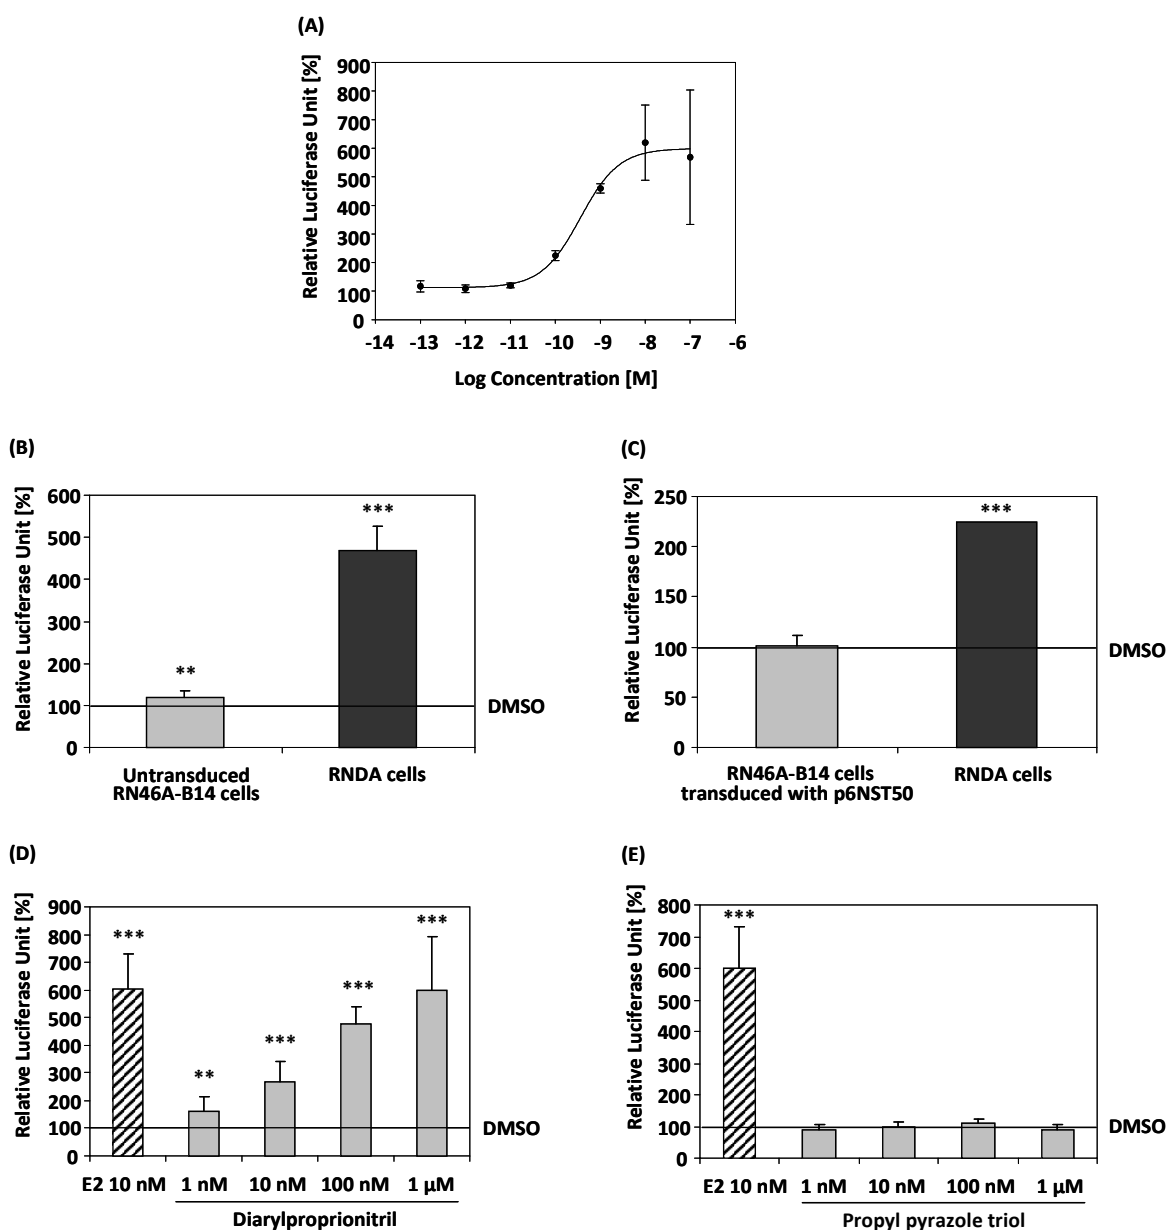 (A)
Relative Luciferase Unit [%]
900
800
700
600
500
400
300
200
100
0
-14 -13 -12 -11 -10 -9 -8 -7 -6
Log Concentration [M]
(B)
Relative Luciferase Unit [%]
600
500
400
300
200
100
0
***
**
DMSO
Untransduced
RN46A-B14 cells
RNDA cells
(C)
Relative Luciferase Unit [%]
250
200
150
100
50
0
***
DMSO
RN46A-B14 cells
transduced with p6NST50
RNDA cells
(D)
Relative Luciferase Unit [%]
900
800
700
600
500
400
300
200
100
0
***
**
***
***
***
DMSO
E2 10 nM 1 nM 10 nM 100 nM 1 µM
Diarylproprionitril
(E)
Relative Luciferase Unit [%]
800
700
600
500
400
300
200
100
0
***
DMSO
E2 10 nM 1 nM 10 nM 100 nM 1 µM
Propyl pyrazole triol